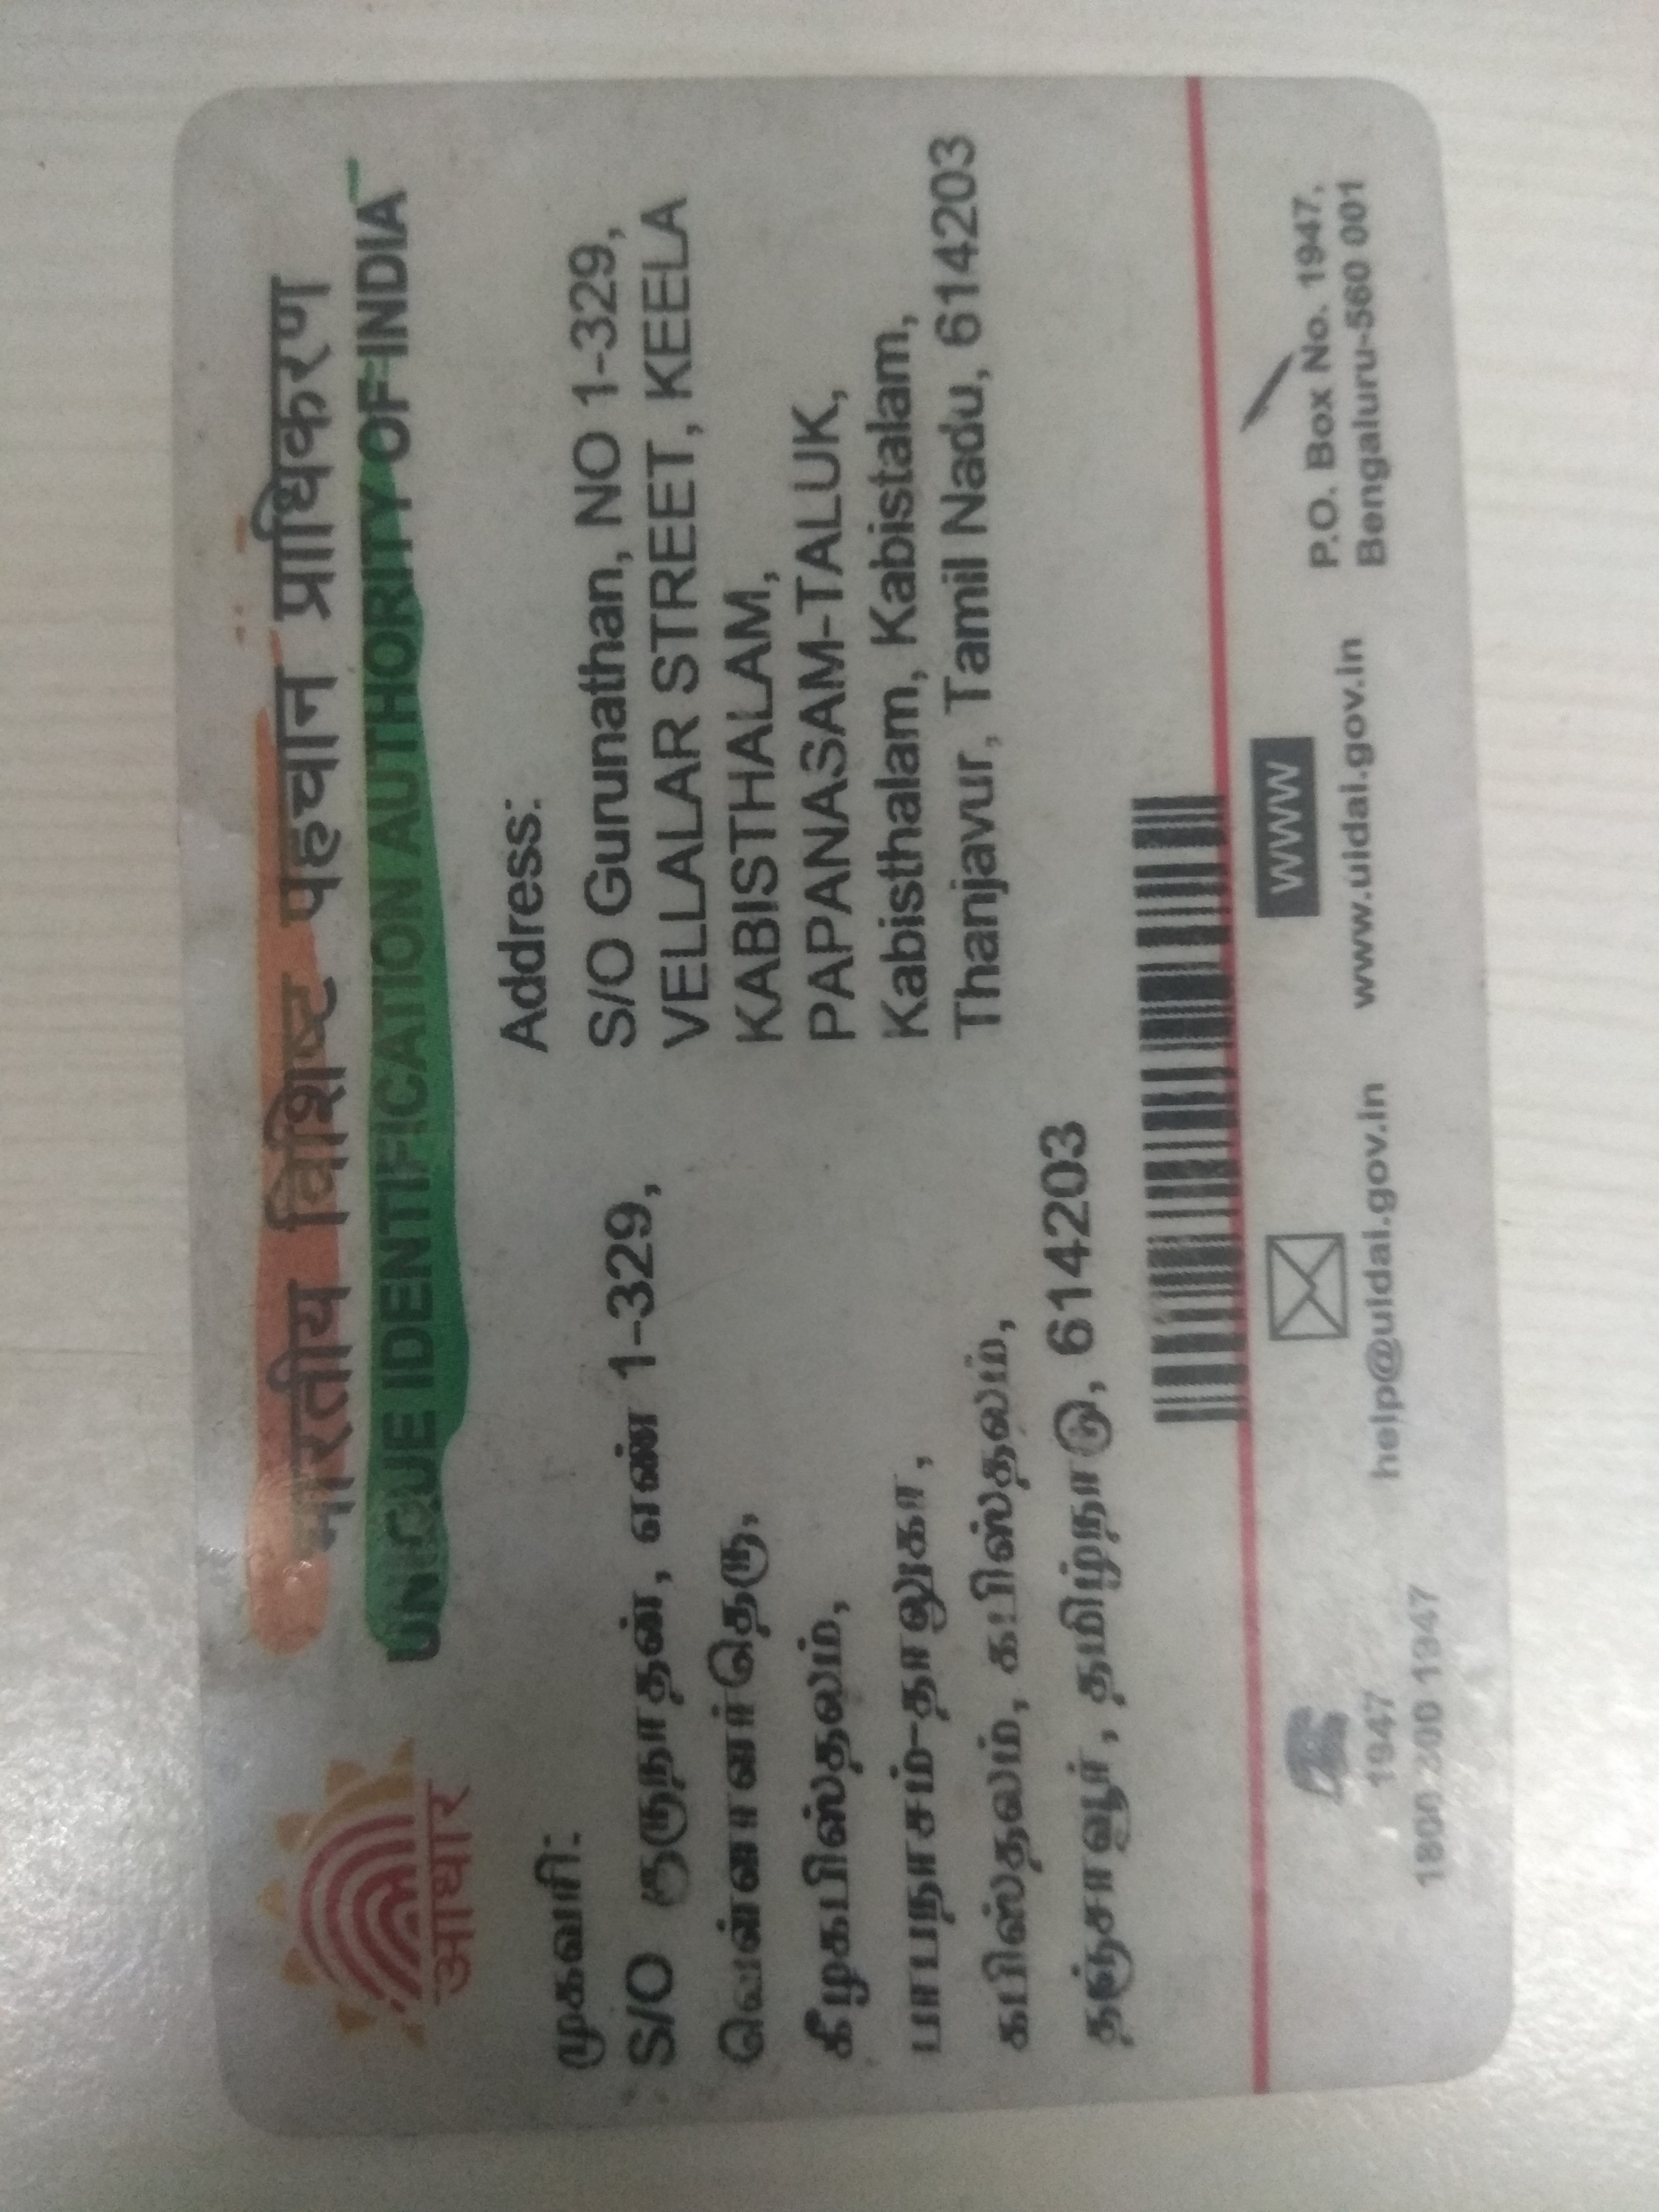 भारतीय विशिष्ट पहचान प्राधिकरण
UNIQUE IDENTIFICATION AUTHORITY OF INDIA
आधार
முகவரி:
S/O குருநாதன், எண் 1-329,
வெள்ளாளர்தெரு,
கீழகபிஸ்தலம்,
பாபநாசம்-தாலுகா,
கபிஸ்தலம், கபிஸ்தலம்,
தஞ்சாவூர், தமிழ்நாடு, 614203
Address:
S/O Gurunathan, NO 1-329,
VELLALAR STREET, KEELA
KABISTHALAM,
PAPANASAM-TALUK,
Kabisthalam, Kabistalam,
Thanjavur, Tamil Nadu, 614203
1947
1800 300 1947
help@uidai.gov.in
WWW
www.uidai.gov.in
P.O. Box No. 1947,
Bengaluru-560 001